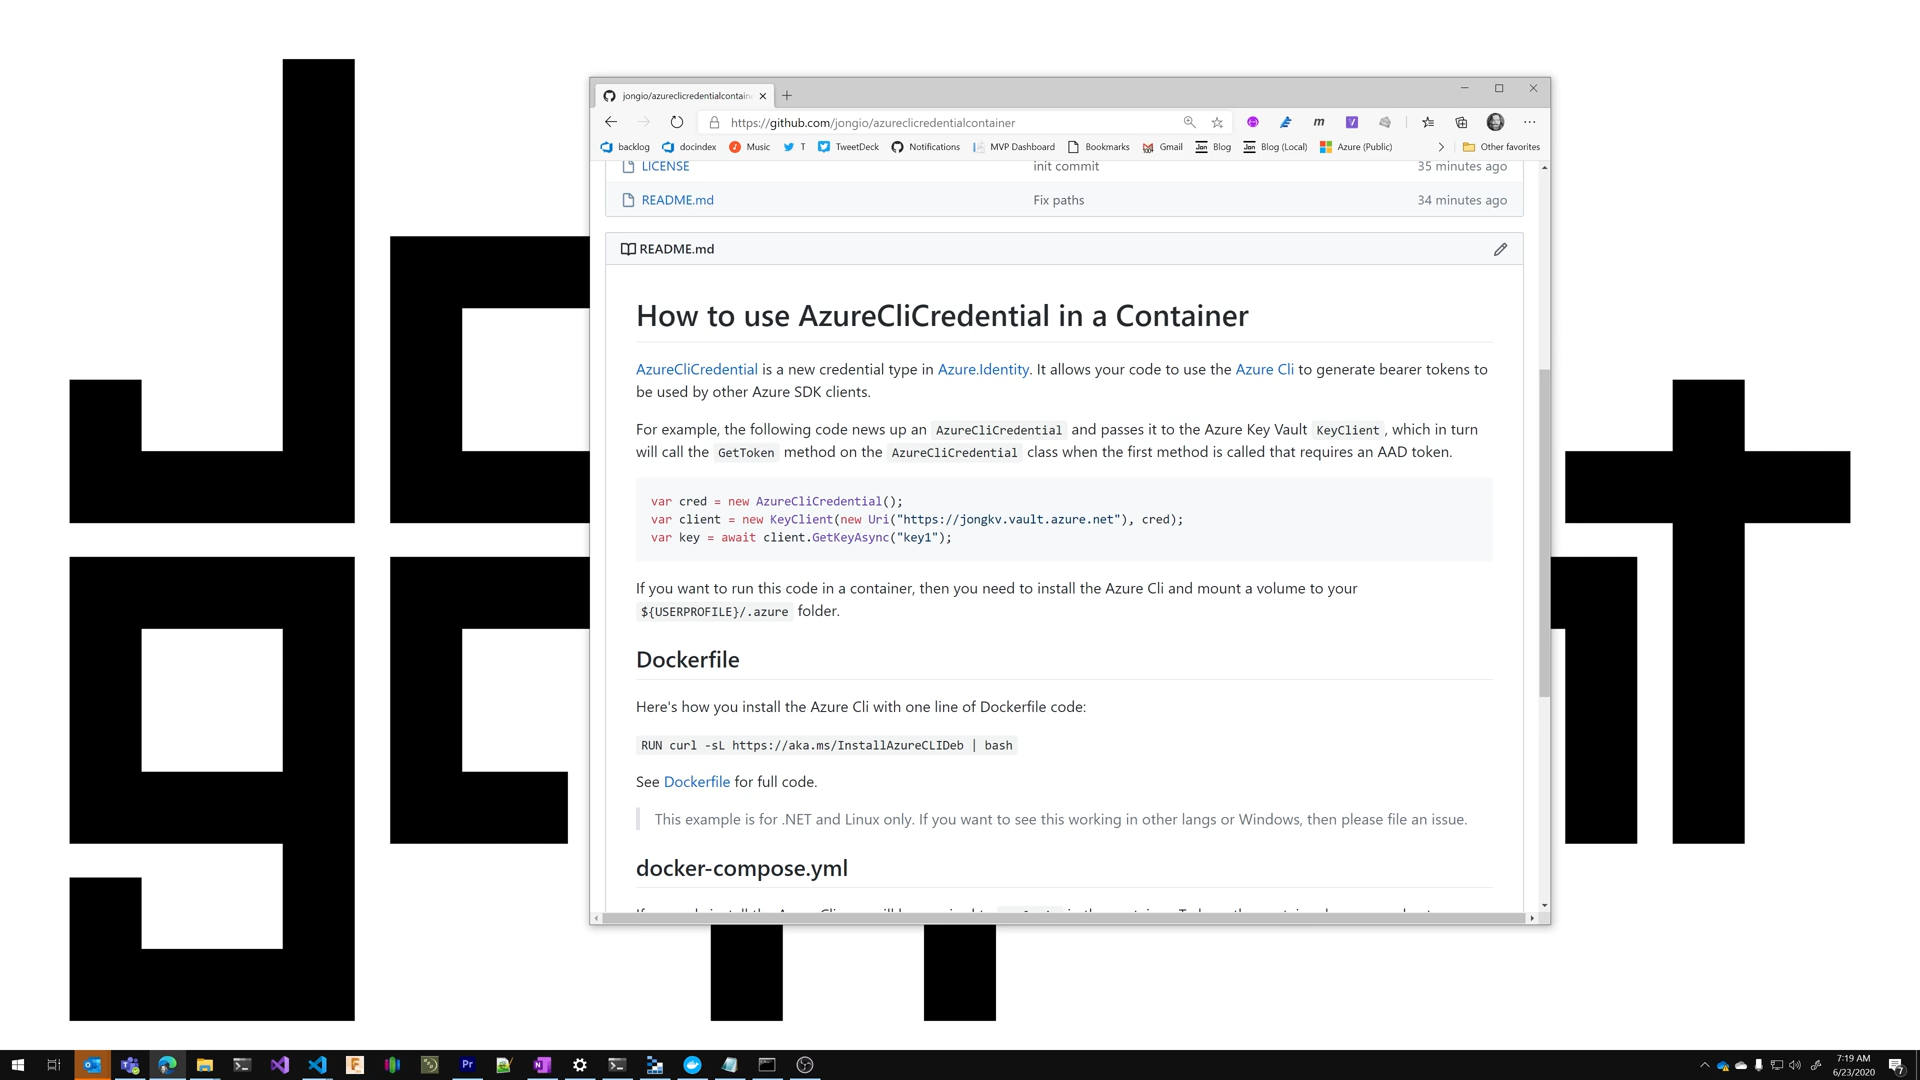 jongio/azureclicredentialcontain
https://github.com/jongio/azureclicredentialcontainer
backlog docindex Music T TweetDeck Notifications MVP Dashboard Bookmarks Gmail Blog Blog (Local) Azure (Public) Other favorites
LICENSE init commit 35 minutes ago
README.md Fix paths 34 minutes ago
README.md
How to use AzureCliCredential in a Container
AzureCliCredential is a new credential type in Azure.Identity. It allows your code to use the Azure Cli to generate bearer tokens to
be used by other Azure SDK clients.
For example, the following code news up an AzureCliCredential and passes it to the Azure Key Vault KeyClient, which in turn
will call the GetToken method on the AzureCliCredential class when the first method is called that requires an AAD token.
var cred = new AzureCliCredential();
var client = new KeyClient(new Uri("https://jongkv.vault.azure.net"), cred);
var key = await client.GetKeyAsync("key1");
If you want to run this code in a container, then you need to install the Azure Cli and mount a volume to your
${USERPROFILE}/.azure folder.
Dockerfile
Here's how you install the Azure Cli with one line of Dockerfile code:
RUN curl -sL https://aka.ms/InstallAzureCLIDeb | bash
See Dockerfile for full code.
This example is for .NET and Linux only. If you want to see this working in other langs or Windows, then please file an issue.
docker-compose.yml
7:19 AM
6/23/2020